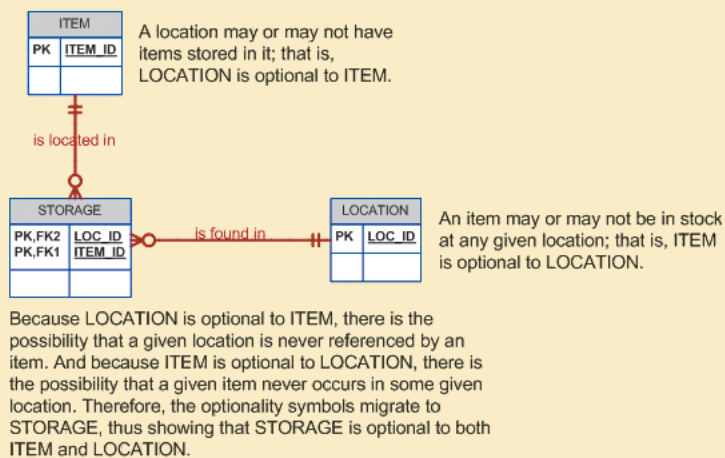 ITEM
PK ITEM_ID
A location may or may not have
items stored in it; that is,
LOCATION is optional to ITEM.
is located in
STORAGE
PK,FK2 LOC_ID
PK,FK1 ITEM_ID
is found in
LOCATION
PK LOC_ID
An item may or may not be in stock
at any given location; that is, ITEM
is optional to LOCATION.
Because LOCATION is optional to ITEM, there is the
possibility that a given location is never referenced by an
item. And because ITEM is optional to LOCATION, there is
the possibility that a given item never occurs in some given
location. Therefore, the optionality symbols migrate to
STORAGE, thus showing that STORAGE is optional to both
ITEM and LOCATION.